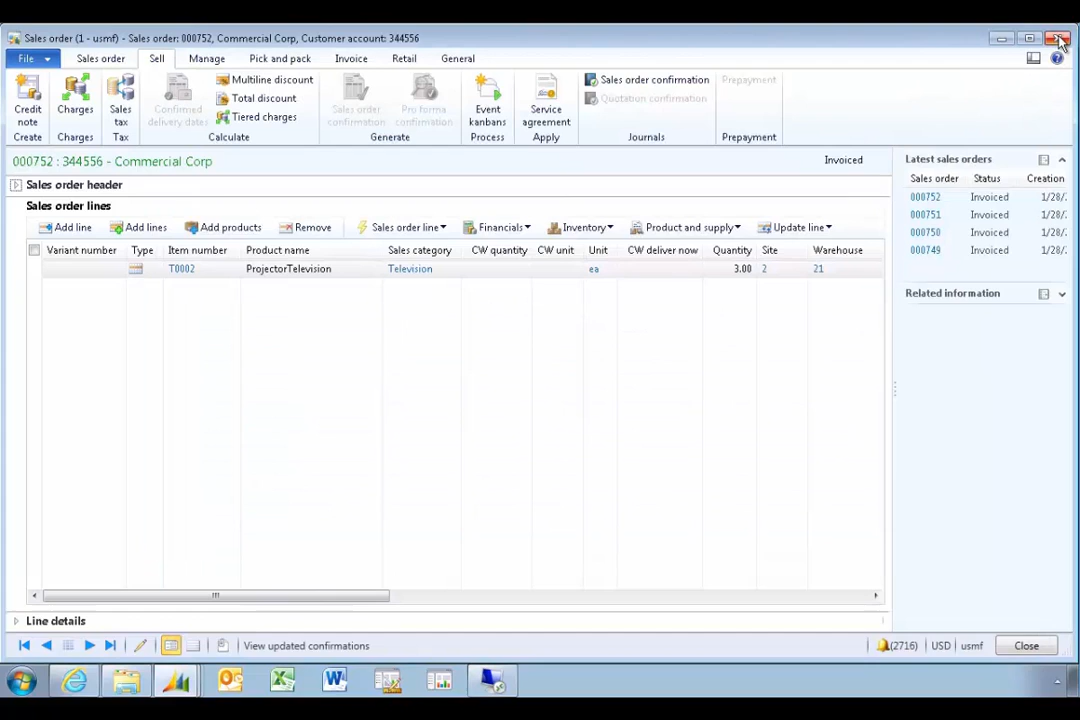 Sales order (1 - usmf) - Sales order: 000752, Commercial Corp, Customer account: 344556
File Sales order Sell Manage Pick and pack Invoice Retail General
Credit note
Create
Charges
Charges
Sales tax
Tax
Confirmed delivery dates
Multiline discount
Total discount
Tiered charges
Calculate
Sales order confirmation
Pro forma confirmation
Generate
Event kanbans
Process
Service agreement
Apply
Sales order confirmation
Quotation confirmation
Journals
Prepayment
Prepayment
000752 : 344556 - Commercial Corp Invoiced
Sales order header
Sales order lines
Add line Add lines Add products Remove Sales order line Financials Inventory Product and supply Update line
Variant number Type Item number Product name Sales category CW quantity CW unit Unit CW deliver now Quantity Site Warehouse
T0002 ProjectorTelevision Television ea 3.00 2 21
Line details
Latest sales orders
Sales order Status Creation
000752 Invoiced 1/28/
000751 Invoiced 1/28/
000750 Invoiced 1/28/
000749 Invoiced 1/28/
Related information
View updated confirmations (2716) USD usmf Close